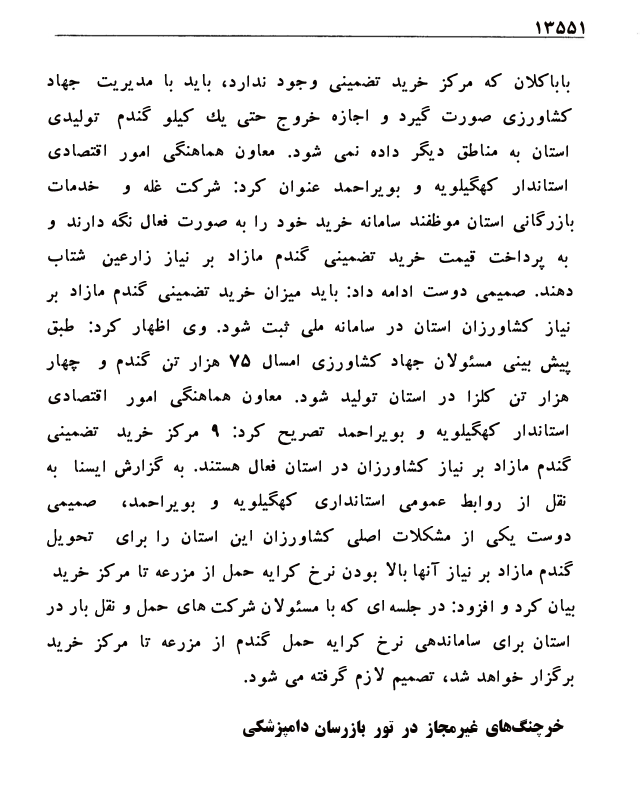 ۱۳۵۵۱
باباکلان که مرکز خرید تضمینی وجود ندارد، باید با مدیریت جهاد
کشاورزی صورت گیرد و اجازه خروج حتی یك کیلو گندم تولیدی
استان به مناطق دیگر داده نمی شود. معاون هماهنگی امور اقتصادی
استاندار کهگیلویه و بویراحمد عنوان کرد: شرکت غله و خدمات
بازرگانی استان موظفند سامانه خرید خود را به صورت فعال نگه دارند و
به پرداخت قیمت خرید تضمینی گندم مازاد بر نیاز زارعین شتاب
دهند. صمیمی دوست ادامه داد: باید میزان خرید تضمینی گندم مازاد بر
نیاز کشاورزان استان در سامانه ملی ثبت شود. وی اظهار کرد: طبق
پیش بینی مسئولان جهاد کشاورزی امسال ۷۵ هزار تن گندم و چهار
هزار تن کلزا در استان تولید شود. معاون هماهنگی امور اقتصادی
استاندار کهگیلویه و بویراحمد تصریح کرد: ۹ مرکز خرید تضمینی
گندم مازاد بر نیاز کشاورزان در استان فعال هستند. به گزارش ایسنا به
نقل از روابط عمومی استانداری کهگیلویه و بویراحمد، صمیمی
دوست یکی از مشکلات اصلی کشاورزان این استان را برای تحویل
گندم مازاد بر نیاز آنها بالا بودن نرخ کرایه حمل از مزرعه تا مرکز خرید
بیان کرد و افزود: در جلسه ای که با مسئولان شرکت های حمل و نقل بار در
استان برای ساماندهی نرخ کرایه حمل گندم از مزرعه تا مرکز خرید
برگزار خواهد شد، تصمیم لازم گرفته می شود.
خرچنگ‌های غیرمجاز در تور بازرسان دامپزشکی